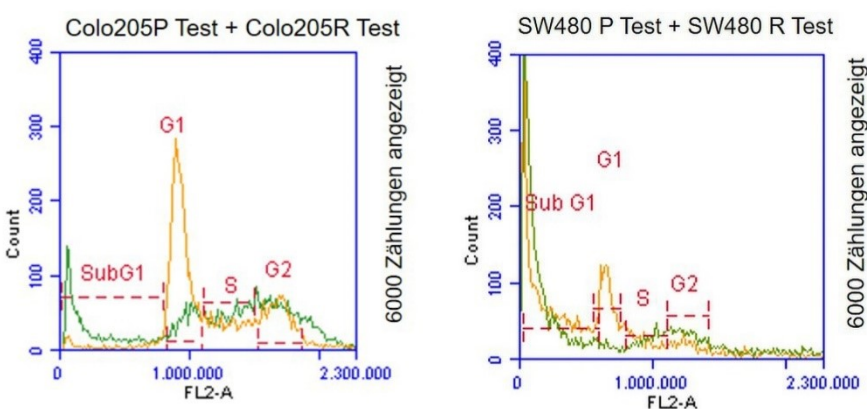 Colo205P Test + Colo205R Test
400
300
200
100
0
Count
G1
SubG1
S
G2
0
1.000.000
2.300.000
FL2-A
6000 Zählungen angezeigt
SW480 P Test + SW480 R Test
400
300
200
100
0
Count
G1
Sub G1
S
G2
0
1.000.000
2.300.000
FL2-A
6000 Zählungen angezeigt